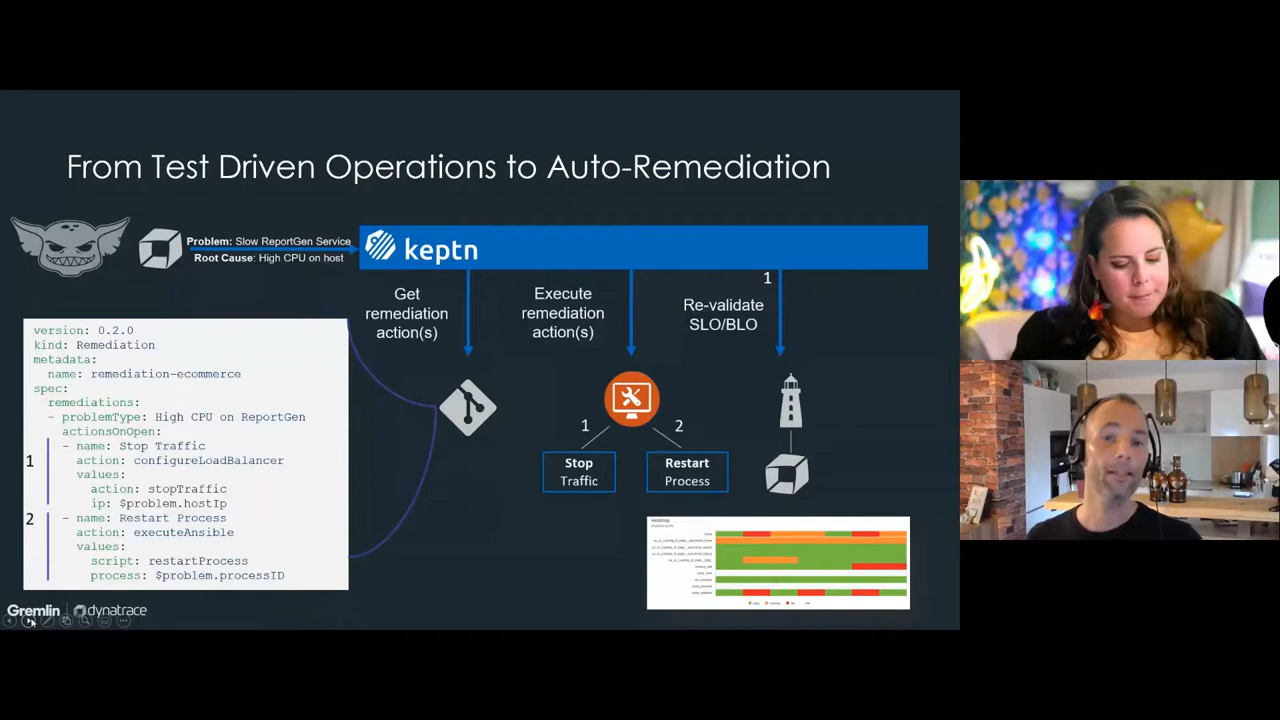 From Test Driven Operations to Auto-Remediation
Problem: Slow ReportGen Service
Root Cause: High CPU on host
keptn
Get
remediation
action(s)
Execute
remediation
action(s)
1
Re-validate
SLO/BLO
version: 0.2.0
kind: Remediation
metadata:
name: remediation-ecommerce
spec:
remediations:
- problemType: High CPU on ReportGen
actionsOnOpen:
1
- name: Stop Traffic
action: configureLoadBalancer
values:
action: stopTraffic
ip: $problem.hostIp
2
- name: Restart Process
action: executeAnsible
values:
script: restartProcess
process: $problem.processID
1
2
Stop
Traffic
Restart
Process
Heatmap
Gremlin
dynatrace